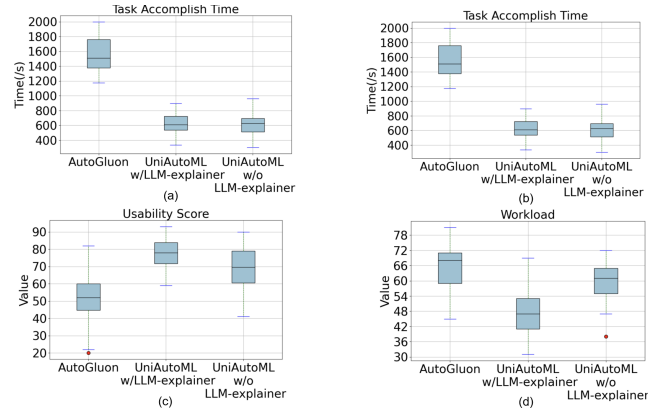 Task Accomplish Time
2000
1800
1600
1400
1200
1000
800
600
400
Time(/s)
AutoGluon
UniAutoML
w/LLM-explainer
UniAutoML
w/o
LLM-explainer
(a)
Task Accomplish Time
2000
1800
1600
1400
1200
1000
800
600
400
Time(/s)
AutoGluon
UniAutoML
w/LLM-explainer
UniAutoML
w/o
LLM-explainer
(b)
Usability Score
90
80
70
60
50
40
30
20
Value
AutoGluon
UniAutoML
w/LLM-explainer
UniAutoML
w/o
LLM-explainer
(c)
Workload
78
72
66
60
54
48
42
36
30
Value
AutoGluon
UniAutoML
w/LLM-explainer
UniAutoML
w/o
LLM-explainer
(d)